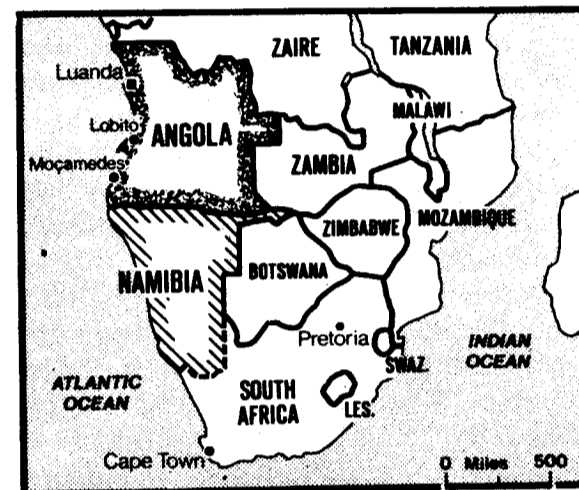 ZAIRE
TANZANIA
Luanda
MALAWI
Lobito
ANGOLA
ZAMBIA
Moçamedes
MOZAMBIQUE
ZIMBABWE
NAMIBIA
BOTSWANA
Pretoria
INDIAN
OCEAN
SWAZ.
ATLANTIC
OCEAN
SOUTH
AFRICA
LES.
Cape Town
0 Miles 500